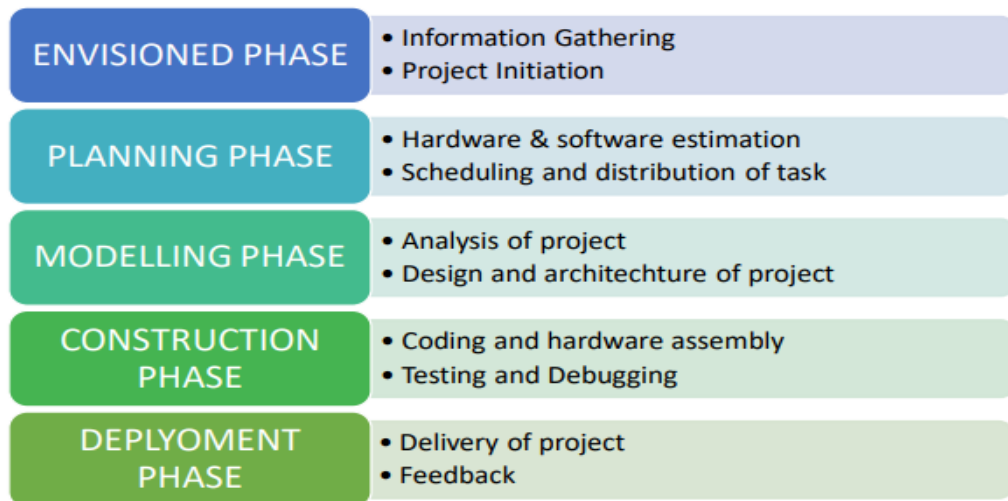 ENVISIONED PHASE
• Information Gathering
• Project Initiation
PLANNING PHASE
• Hardware & software estimation
• Scheduling and distribution of task
MODELLING PHASE
• Analysis of project
• Design and architechture of project
CONSTRUCTION
PHASE
• Coding and hardware assembly
• Testing and Debugging
DEPLYOMENT
PHASE
• Delivery of project
• Feedback